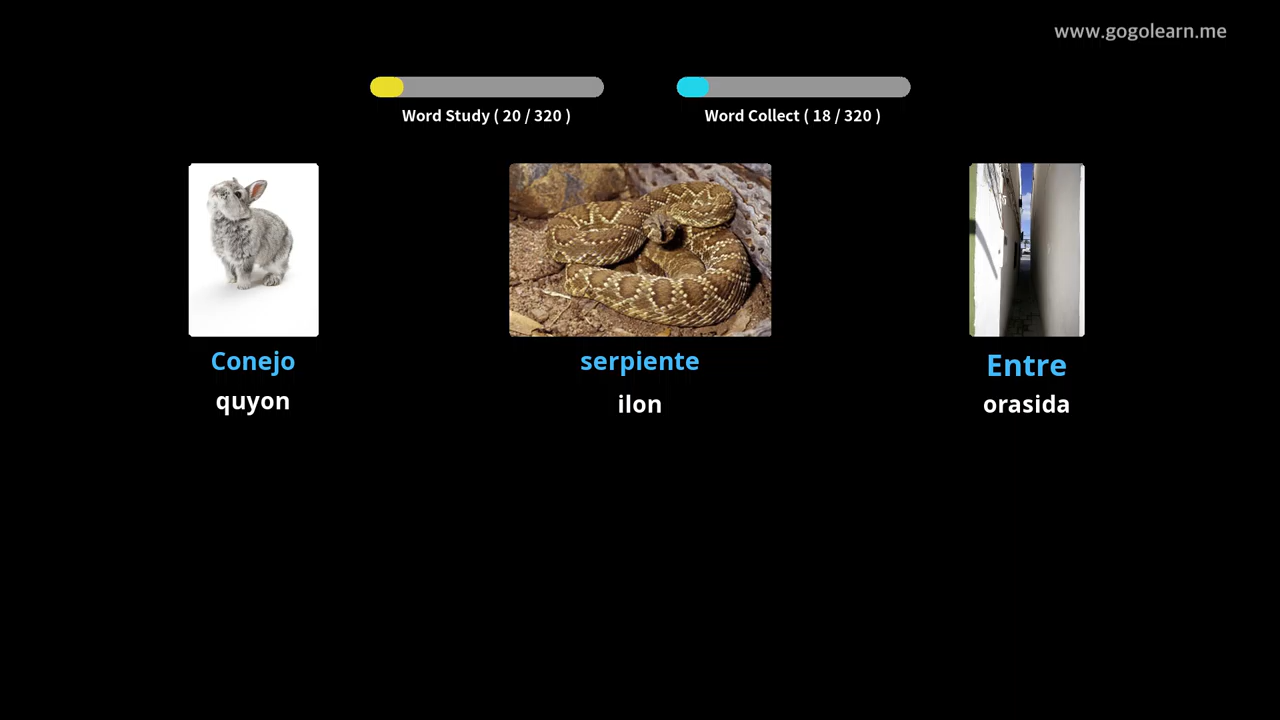 www.gogolearn.me
Word Study ( 20 / 320 )
Word Collect ( 18 / 320 )
Conejo
quyon
serpiente
ilon
Entre
orasida